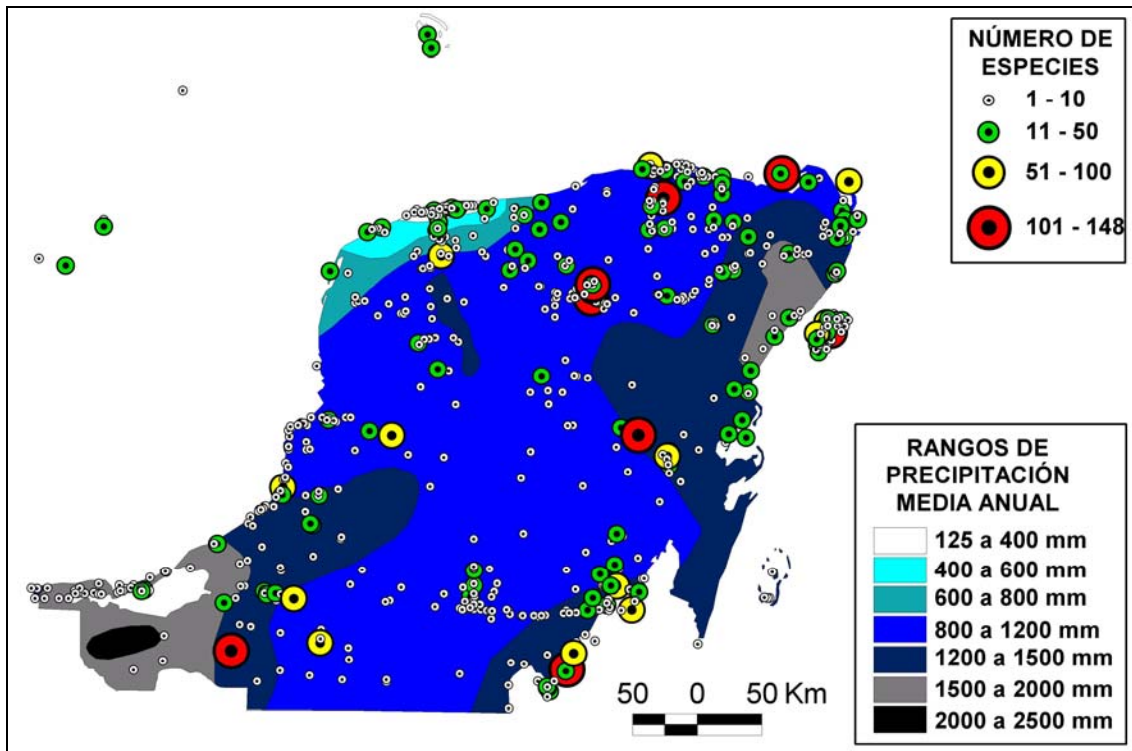 NÚMERO DE
ESPECIES
1 - 10
11 - 50
51 - 100
101 - 148
RANGOS DE
PRECIPITACIÓN
MEDIA ANUAL
125 a 400 mm
400 a 600 mm
600 a 800 mm
800 a 1200 mm
1200 a 1500 mm
1500 a 2000 mm
2000 a 2500 mm
50 0 50 Km